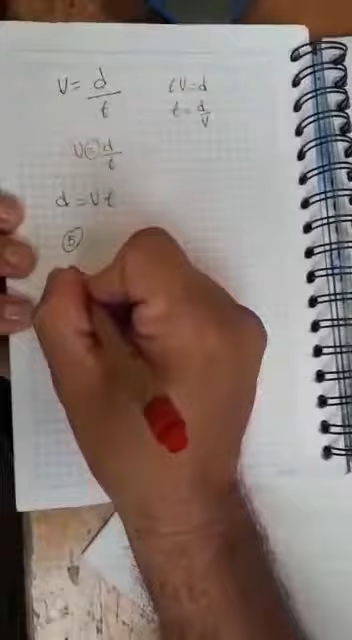 V = d/t
tV = d
t = d/V
V = d/t
d = Vt
5